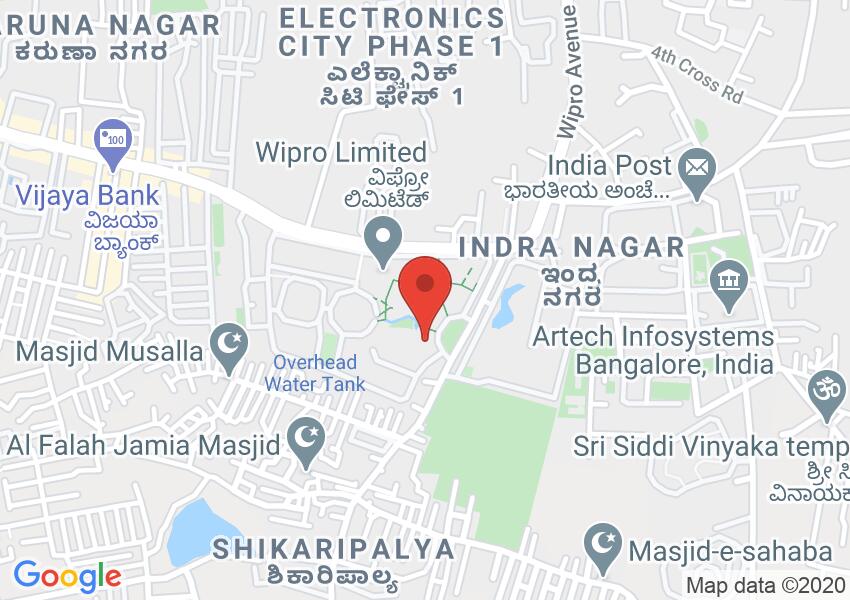 ARUNA NAGAR
ಕರುಣಾ ನಗರ
ELECTRONICS
CITY PHASE 1
ಎಲೆಕ್ಟ್ರಾನಿಕ್
ಸಿಟಿ ಫೇಸ್ 1
4th Cross Rd
Wipro Avenue
100
Wipro Limited
ವಿಪ್ರೋ
ಲಿಮಿಟೆಡ್
India Post
ಭಾರತೀಯ ಅಂಚೆ...
Vijaya Bank
ವಿಜಯಾ
ಬ್ಯಾಂಕ್
INDRA NAGAR
ಇಂದ್ರ
ನಗರ
Artech Infosystems
Bangalore, India
Masjid Musalla
Overhead
Water Tank
Al Falah Jamia Masjid
Sri Siddi Vinyaka temp
ಶ್ರೀ ಸಿ
ವಿನಾಯಕ
SHIKARIPALYA
ಶಿಕಾರಿಪಾಲ್ಯ
Masjid-e-sahaba
Google
Map data ©2020